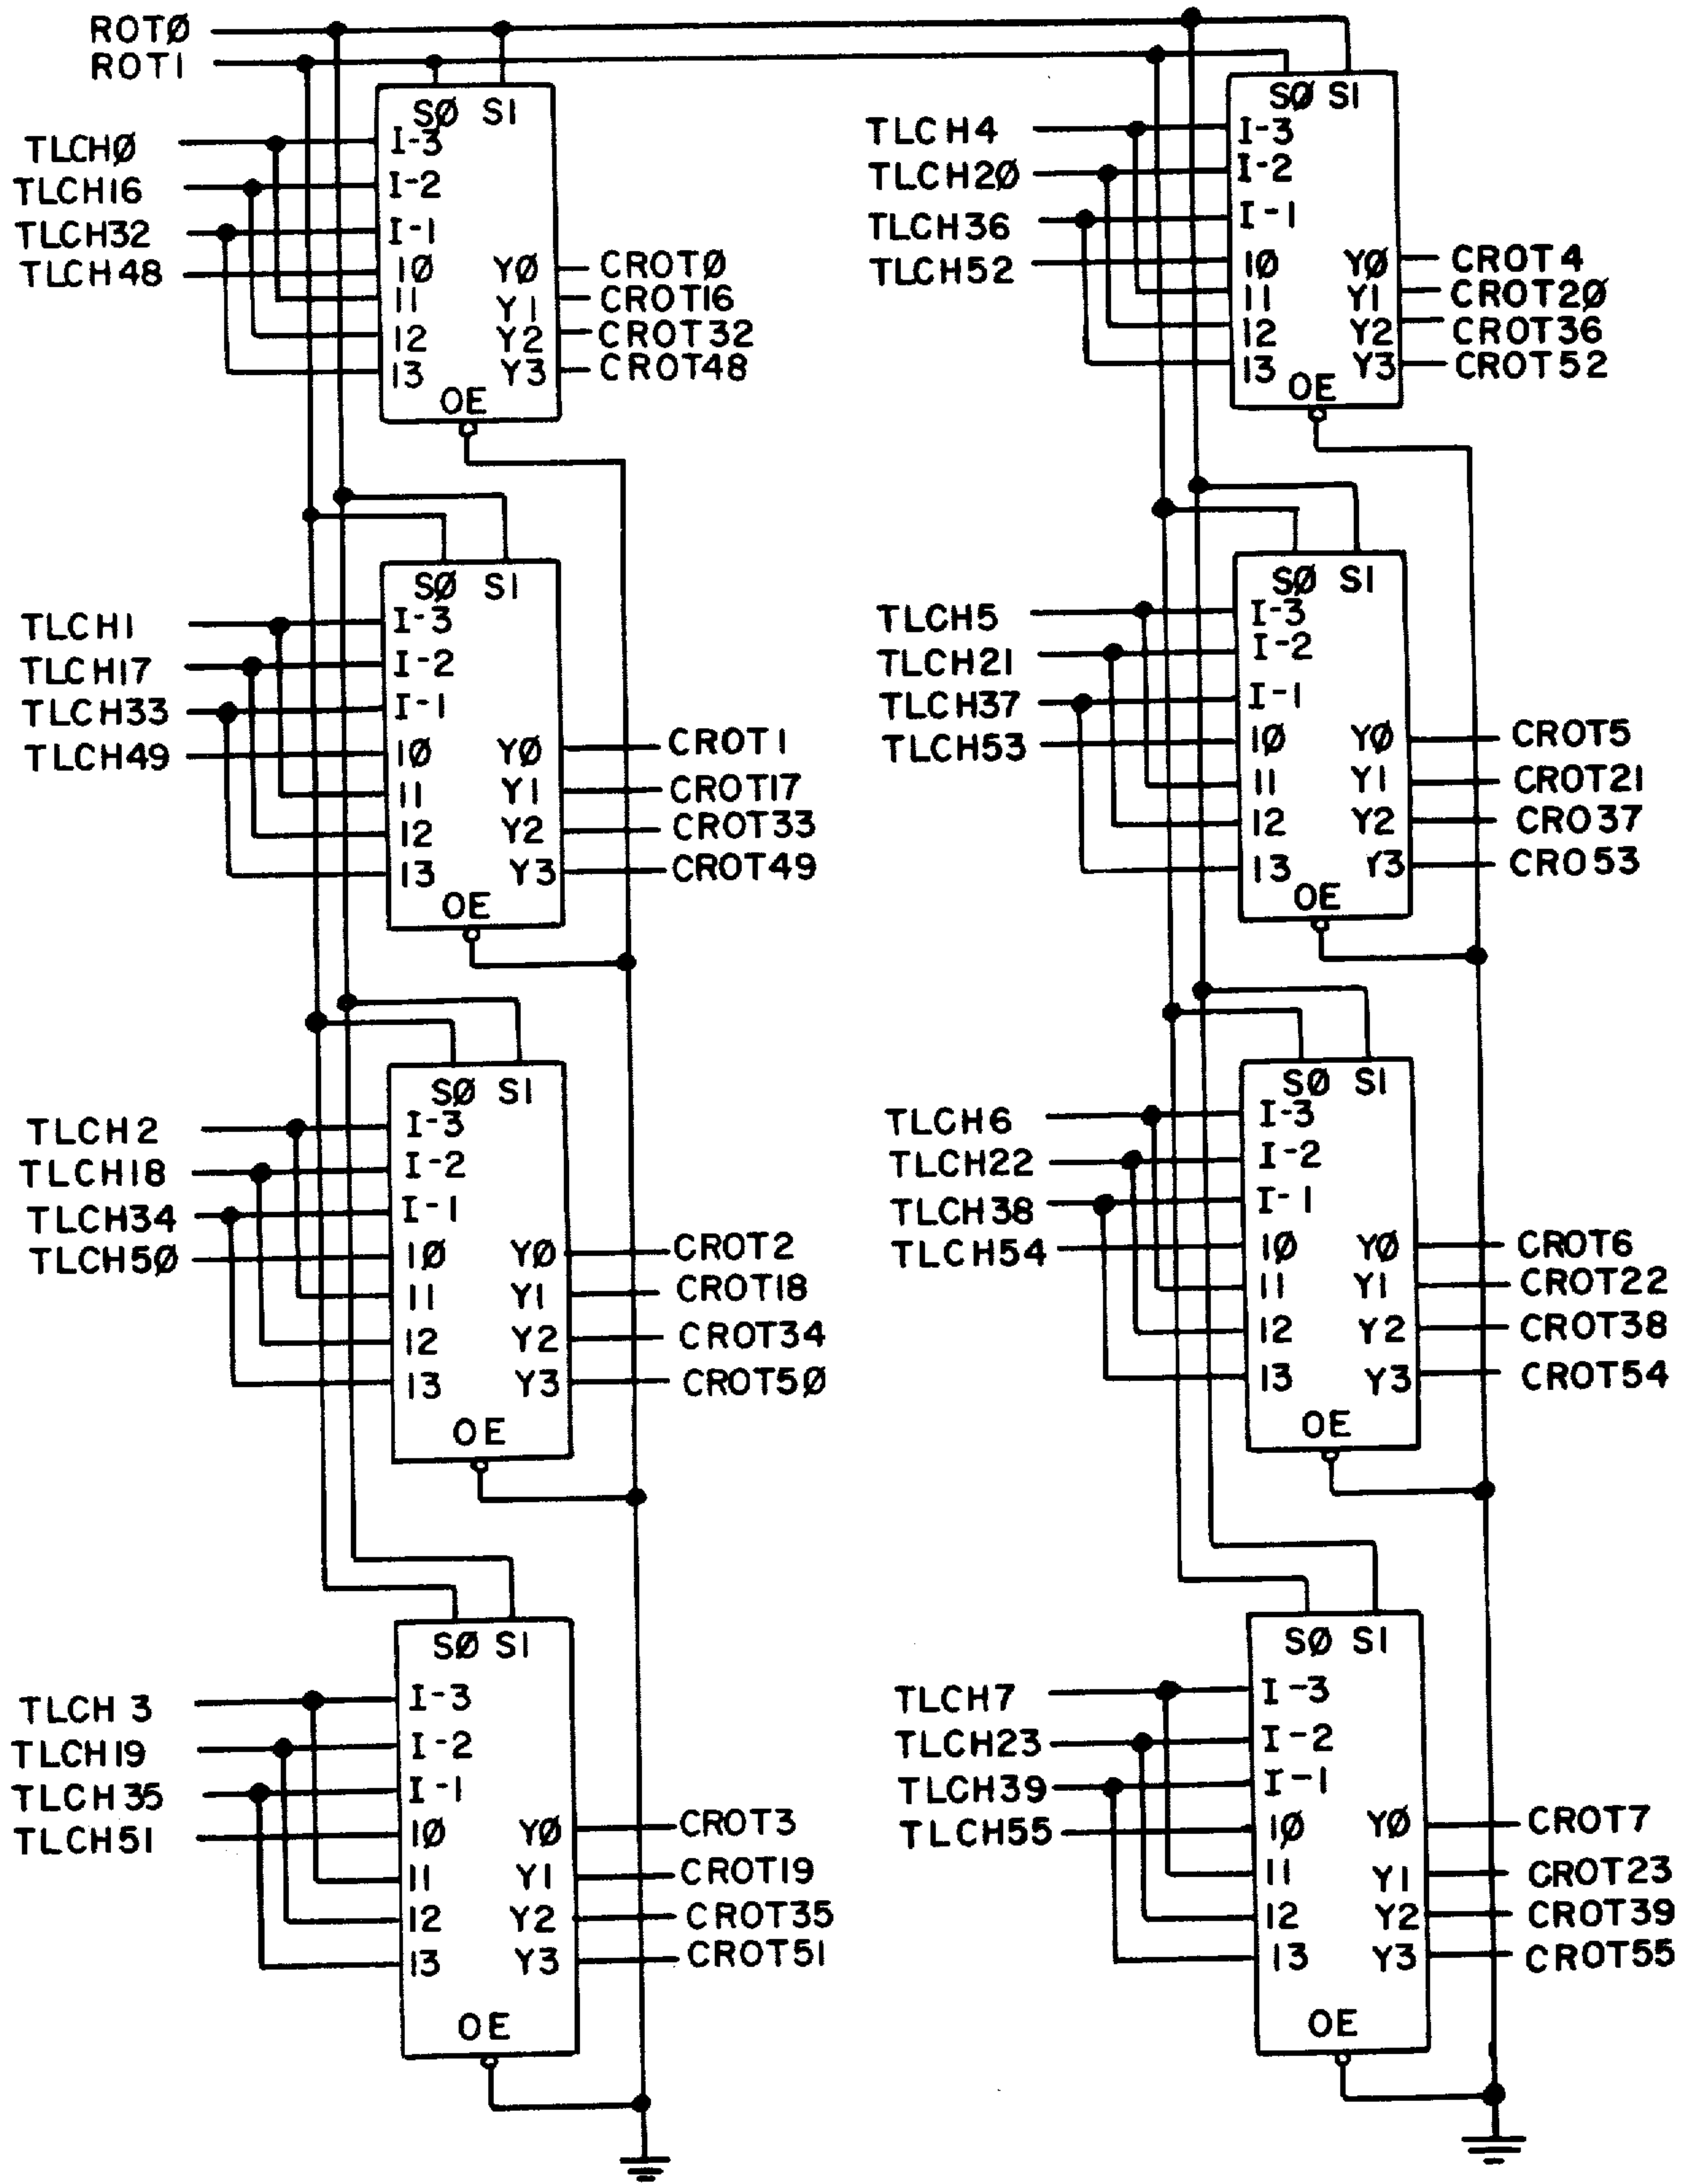 ROTØ
ROT1
SØ S1
TLCHØ I-3
TLCH16 I-2
TLCH32 I-1
TLCH48 IØ YØ CROTØ
I1 Y1 CROT16
I2 Y2 CROT32
I3 Y3 CROT48
OE
SØ S1
TLCH4 I-3
TLCH2Ø I-2
TLCH36 I-1
TLCH52 IØ YØ CROT4
I1 Y1 CROT2Ø
I2 Y2 CROT36
I3 Y3 CROT52
OE
SØ S1
TLCH1 I-3
TLCH17 I-2
TLCH33 I-1
TLCH49 IØ YØ CROT1
I1 Y1 CROT17
I2 Y2 CROT33
I3 Y3 CROT49
OE
SØ S1
TLCH5 I-3
TLCH21 I-2
TLCH37 I-1
TLCH53 IØ YØ CROT5
I1 Y1 CROT21
I2 Y2 CRO37
I3 Y3 CRO53
OE
SØ S1
TLCH2 I-3
TLCH18 I-2
TLCH34 I-1
TLCH5Ø IØ YØ CROT2
I1 Y1 CROT18
I2 Y2 CROT34
I3 Y3 CROT5Ø
OE
SØ S1
TLCH6 I-3
TLCH22 I-2
TLCH38 I-1
TLCH54 IØ YØ CROT6
I1 Y1 CROT22
I2 Y2 CROT38
I3 Y3 CROT54
OE
SØ S1
TLCH 3 I-3
TLCH19 I-2
TLCH35 I-1
TLCH51 IØ YØ CROT3
I1 Y1 CROT19
I2 Y2 CROT35
I3 Y3 CROT51
OE
SØ S1
TLCH7 I-3
TLCH23 I-2
TLCH39 I-1
TLCH55 IØ YØ CROT7
I1 Y1 CROT23
I2 Y2 CROT39
I3 Y3 CROT55
OE